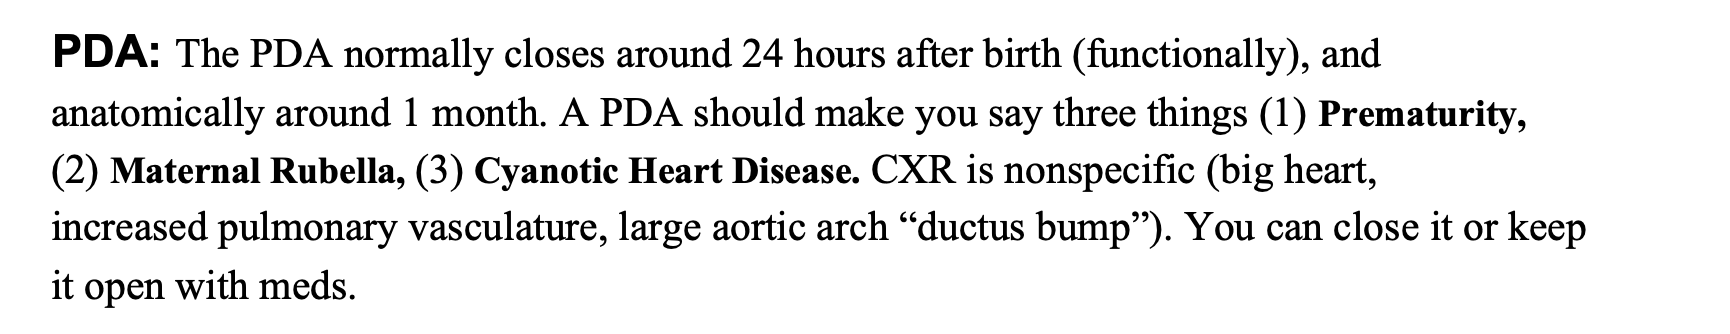 PDA: The PDA normally closes around 24 hours after birth (functionally), and
anatomically around 1 month. A PDA should make you say three things (1) Prematurity,
(2) Maternal Rubella, (3) Cyanotic Heart Disease. CXR is nonspecific (big heart,
increased pulmonary vasculature, large aortic arch “ductus bump”). You can close it or keep
it open with meds.